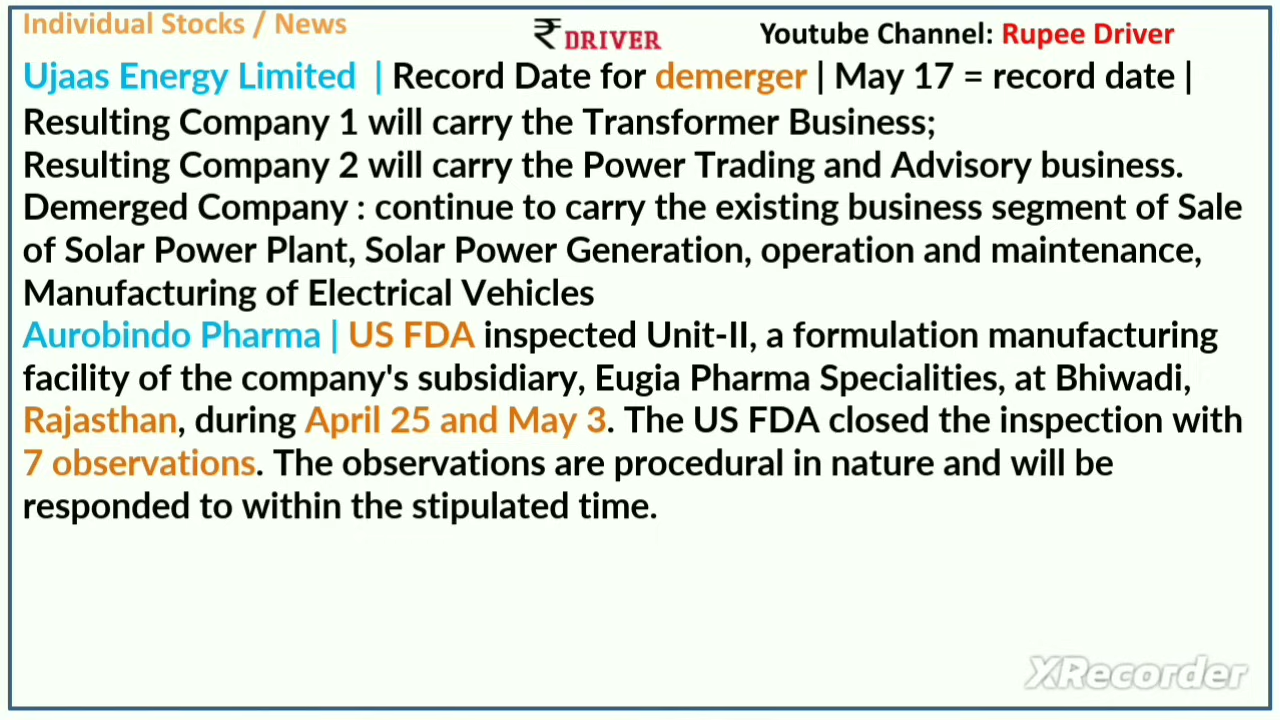 Individual Stocks / News
₹ DRIVER
Youtube Channel: Rupee Driver
Ujaas Energy Limited | Record Date for demerger | May 17 = record date |
Resulting Company 1 will carry the Transformer Business;
Resulting Company 2 will carry the Power Trading and Advisory business.
Demerged Company : continue to carry the existing business segment of Sale
of Solar Power Plant, Solar Power Generation, operation and maintenance,
Manufacturing of Electrical Vehicles
Aurobindo Pharma | US FDA inspected Unit-II, a formulation manufacturing
facility of the company's subsidiary, Eugia Pharma Specialities, at Bhiwadi,
Rajasthan, during April 25 and May 3. The US FDA closed the inspection with
7 observations. The observations are procedural in nature and will be
responded to within the stipulated time.
XRecorder